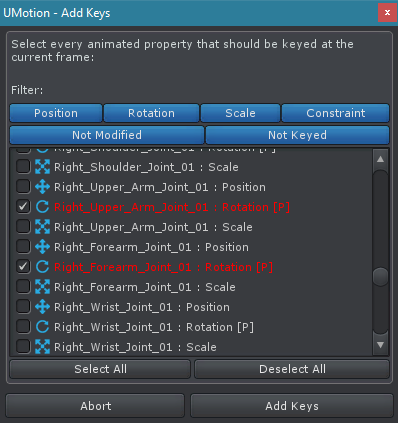 UMotion - Add Keys
Select every animated property that should be keyed at the
current frame:
Filter:
Position Rotation Scale Constraint
Not Modified Not Keyed
Right_Shoulder_Joint_01 : Rotation [P]
Right_Shoulder_Joint_01 : Scale
Right_Upper_Arm_Joint_01 : Position
Right_Upper_Arm_Joint_01 : Rotation [P]
Right_Upper_Arm_Joint_01 : Scale
Right_Forearm_Joint_01 : Position
Right_Forearm_Joint_01 : Rotation [P]
Right_Forearm_Joint_01 : Scale
Right_Wrist_Joint_01 : Position
Right_Wrist_Joint_01 : Rotation [P]
Right_Wrist_Joint_01 : Scale
Select All Deselect All
Abort Add Keys